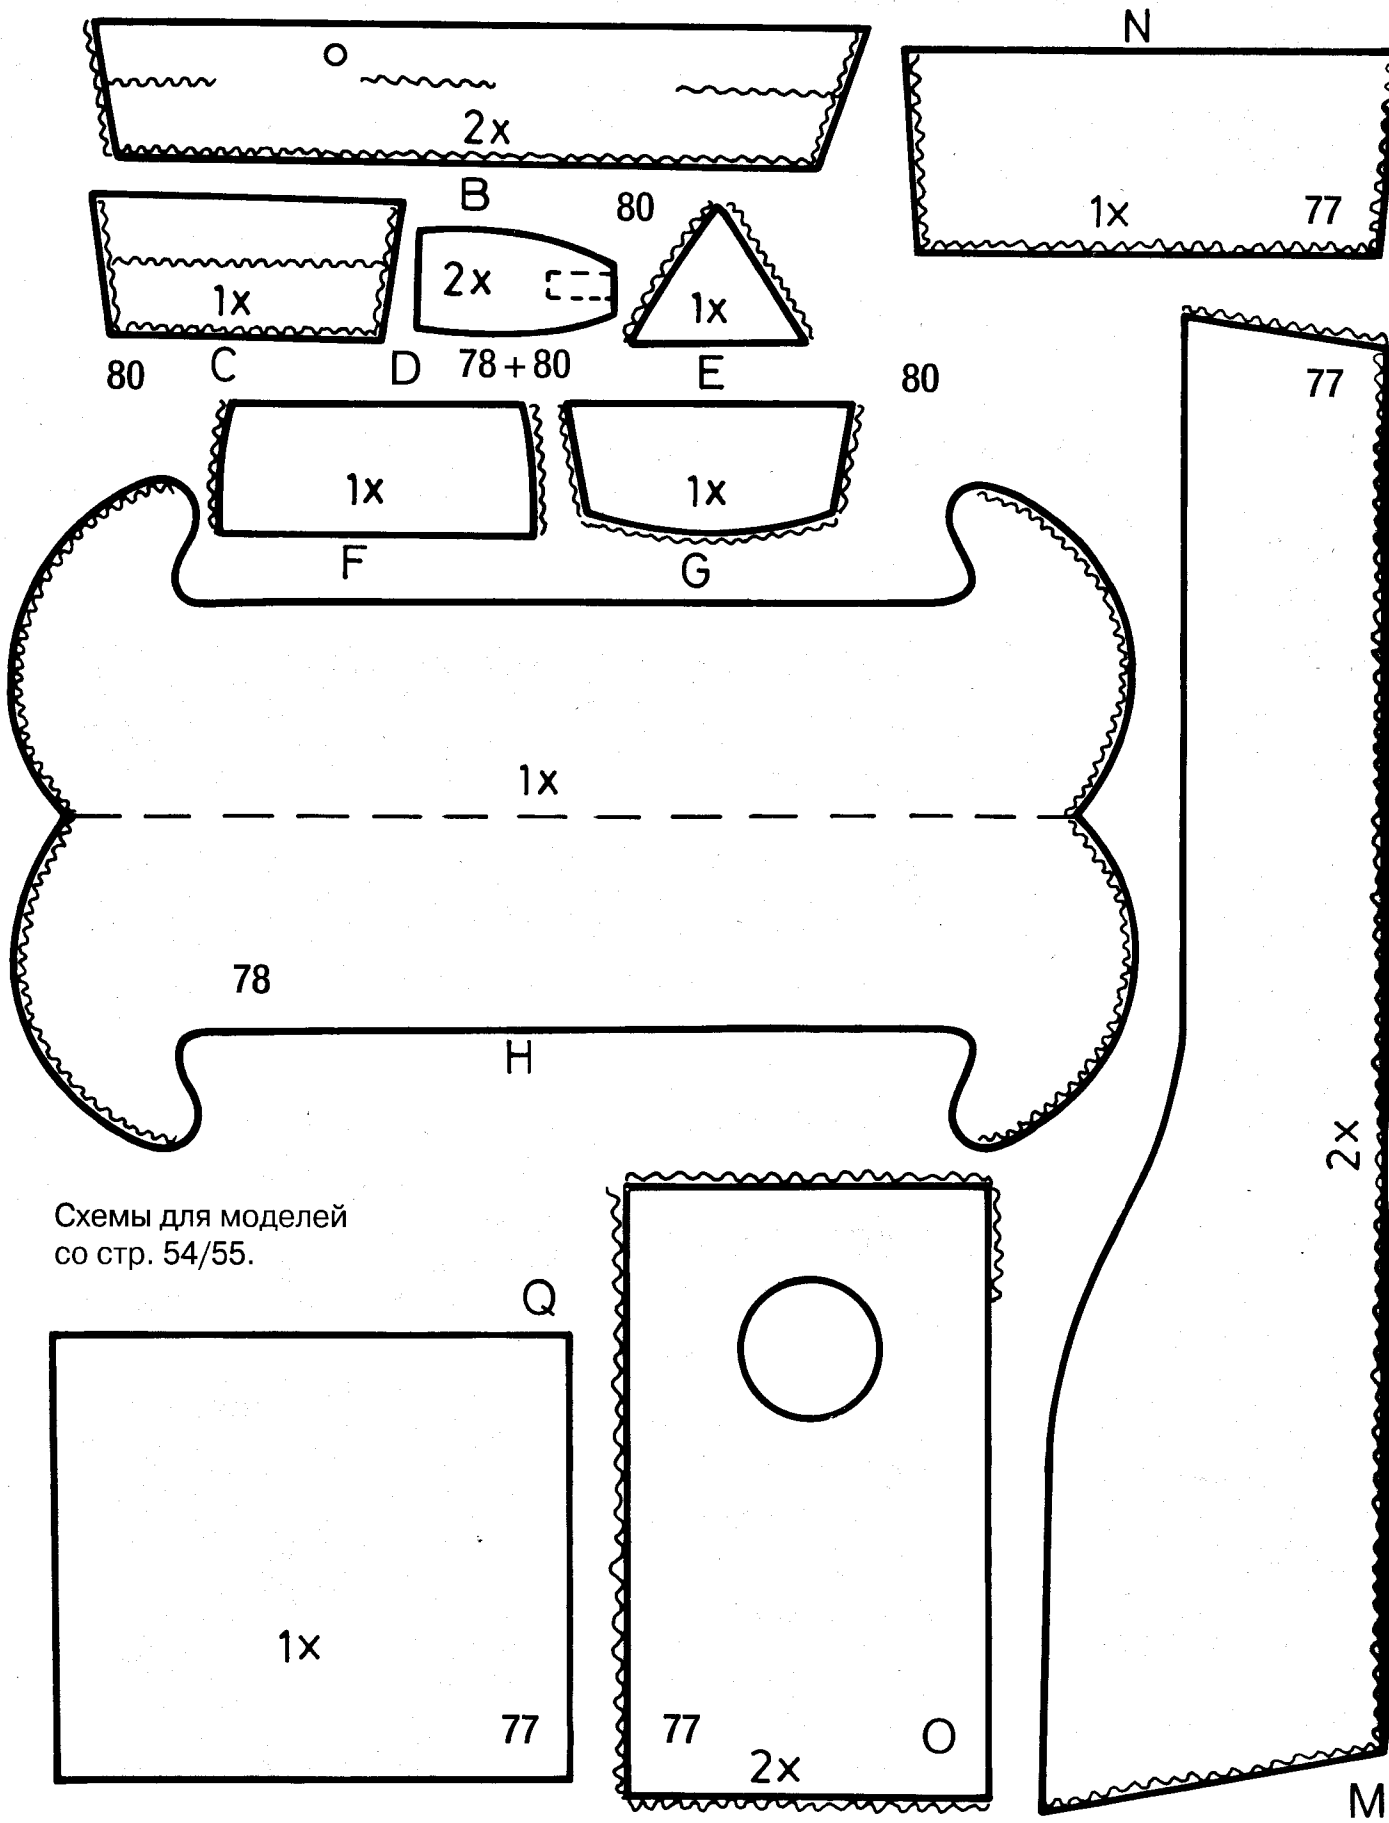 N
2x
B
80
1x 77
2x
1x
1x
80 C D 78 + 80 E 80
77
1x
1x
F
G
1x
78
H
2x
Схемы для моделей
со стр. 54/55.
Q
1x
77
77
2x
O
M